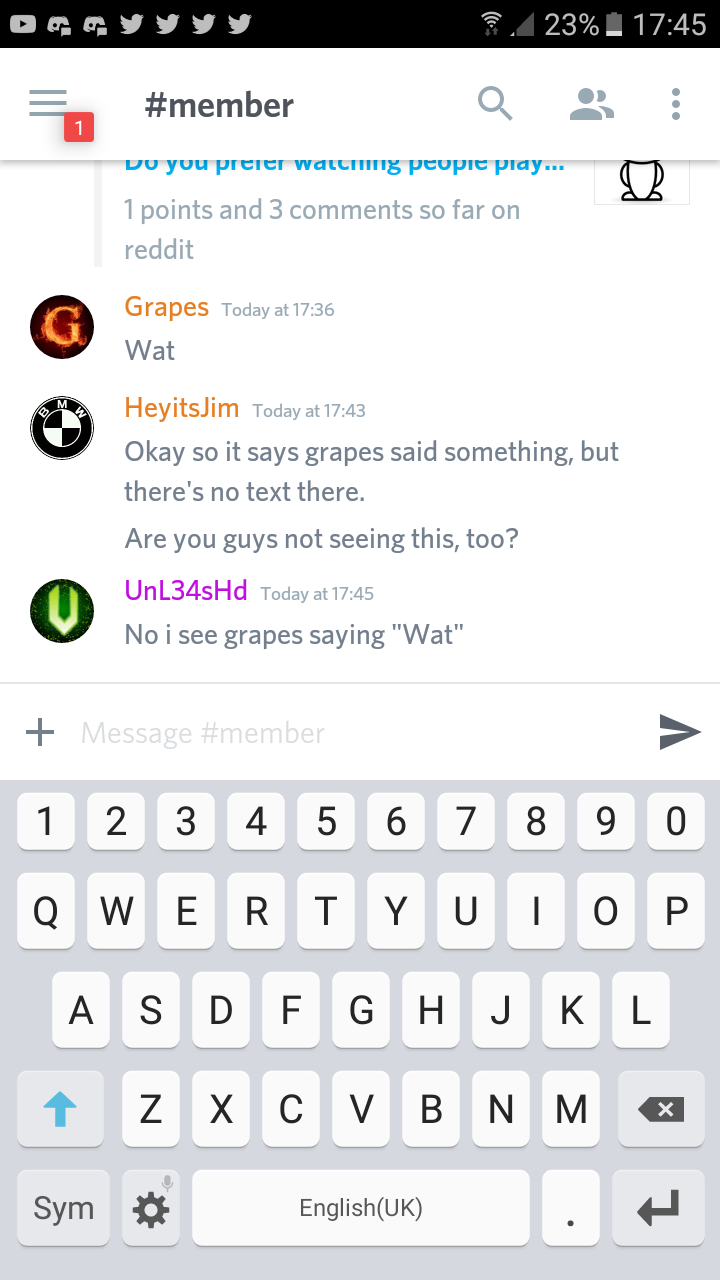 23% 17:45
#member
1
Do you prefer watching people play...
1 points and 3 comments so far on
reddit
G
Grapes Today at 17:36
Wat
BMW
HeyitsJim Today at 17:43
Okay so it says grapes said something, but
there's no text there.
Are you guys not seeing this, too?
UnL34sHd Today at 17:45
No i see grapes saying "Wat"
Message #member
1 2 3 4 5 6 7 8 9 0
Q W E R T Y U I O P
A S D F G H J K L
Z X C V B N M
Sym English(UK) .